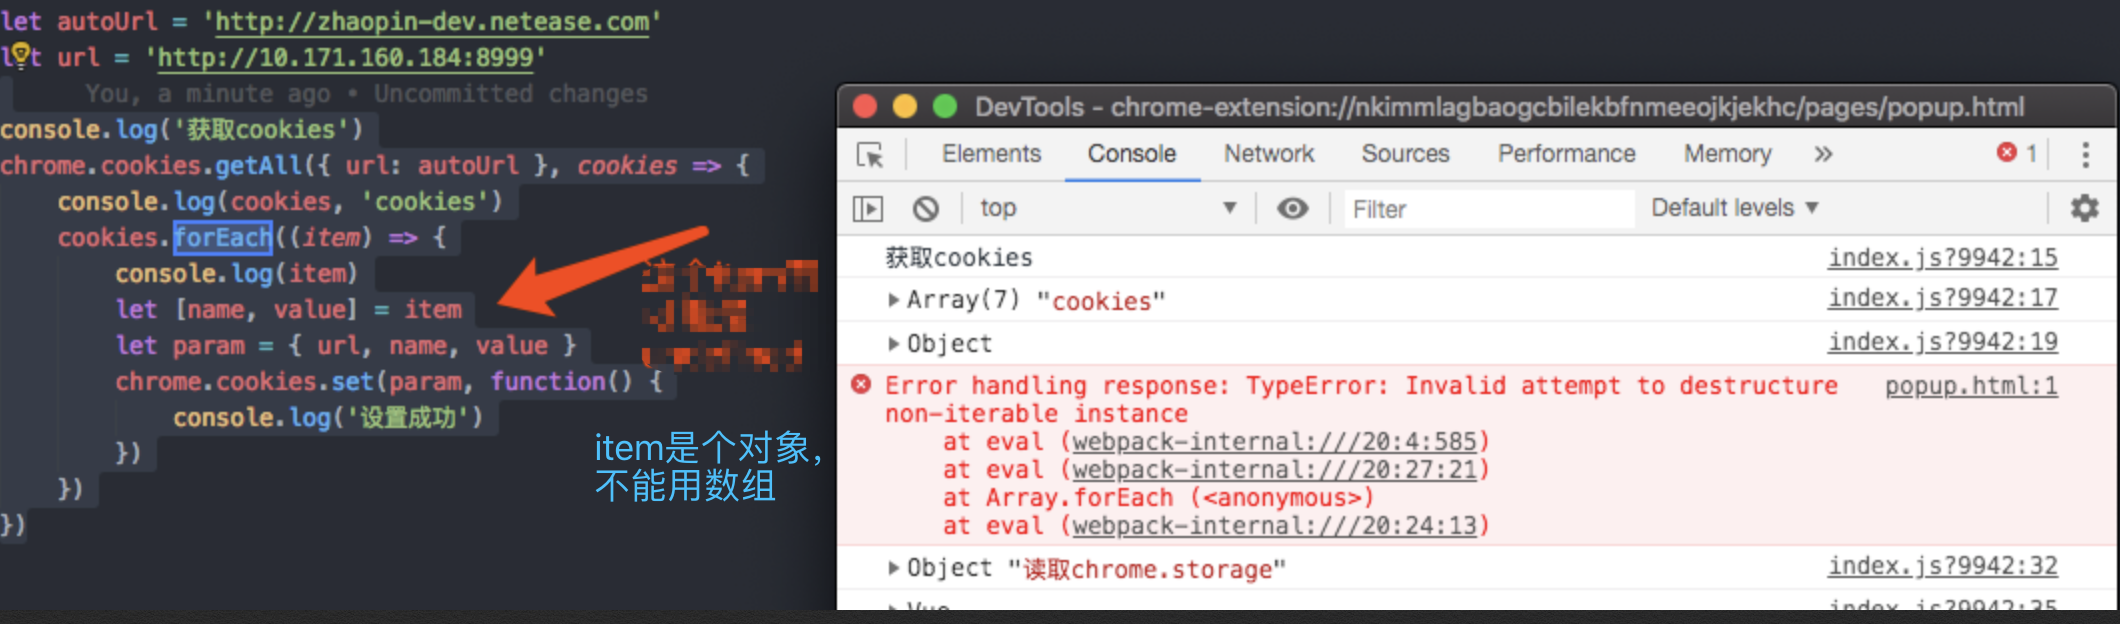 let autoUrl = 'http://zhaopin-dev.netease.com'
let url = 'http://10.171.160.184:8999'
You, a minute ago • Uncommitted changes
console.log('获取cookies')
chrome.cookies.getAll({ url: autoUrl }, cookies => {
console.log(cookies, 'cookies')
cookies.forEach((item) => {
console.log(item)
let [name, value] = item
let param = { url, name, value }
chrome.cookies.set(param, function() {
console.log('设置成功')
})
})
})
item是个对象，
不能用数组
DevTools - chrome-extension://nkimmlagbaogcbilekbfnmeeojkjekhc/pages/popup.html
Elements Console Network Sources Performance Memory » 1
top Filter Default levels
获取cookies index.js?9942:15
Array(7) "cookies" index.js?9942:17
Object index.js?9942:19
Error handling response: TypeError: Invalid attempt to destructure popup.html:1
non-iterable instance
at eval (webpack-internal:///20:4:585)
at eval (webpack-internal:///20:27:21)
at Array.forEach (<anonymous>)
at eval (webpack-internal:///20:24:13)
Object "读取chrome.storage" index.js?9942:32
Vue index.js?9942:35